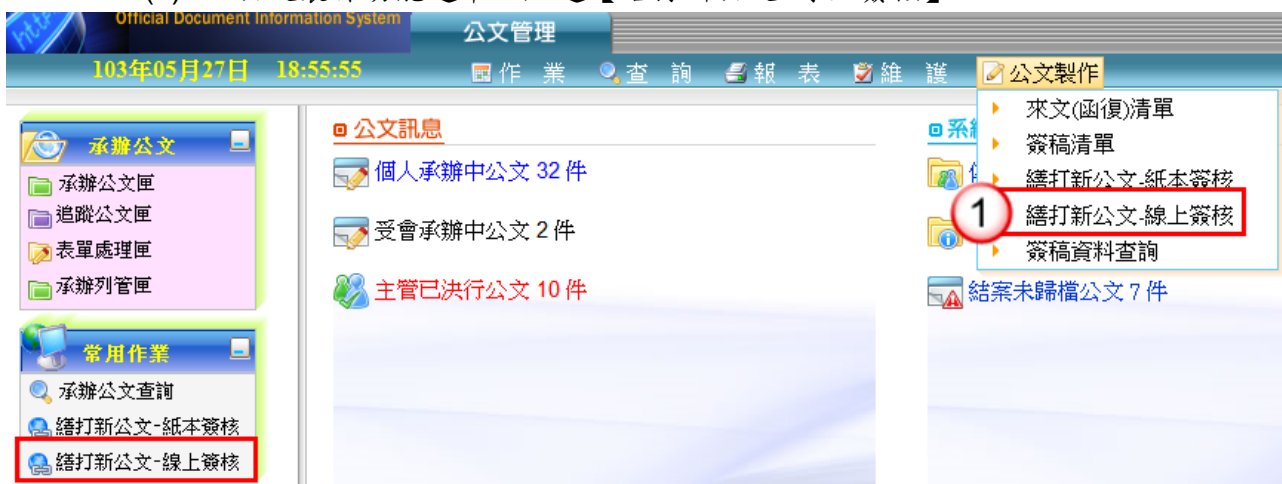 Official Document Information System
公文管理
103年05月27日 18:55:55
作 業 查 詢 報 表 維 護 公文製作
來文(函復)清單
簽稿清單
繕打新公文-紙本簽核
1 繕打新公文-線上簽核
簽稿資料查詢
承辦公文
承辦公文匣
追蹤公文匣
表單處理匣
承辦列管匣
常用作業
承辦公文查詢
繕打新公文-紙本簽核
繕打新公文-線上簽核
公文訊息
個人承辦中公文 32 件
受會承辦中公文 2 件
主管已決行公文 10 件
結案未歸檔公文 7 件